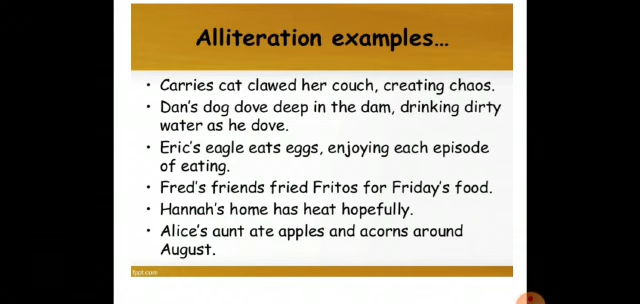 Alliteration examples...
• Carries cat clawed her couch, creating chaos.
• Dan's dog dove deep in the dam, drinking dirty
water as he dove.
• Eric's eagle eats eggs, enjoying each episode
of eating.
• Fred's friends fried Fritos for Friday's food.
• Hannah's home has heat hopefully.
• Alice's aunt ate apples and acorns around
August.
fppt.com